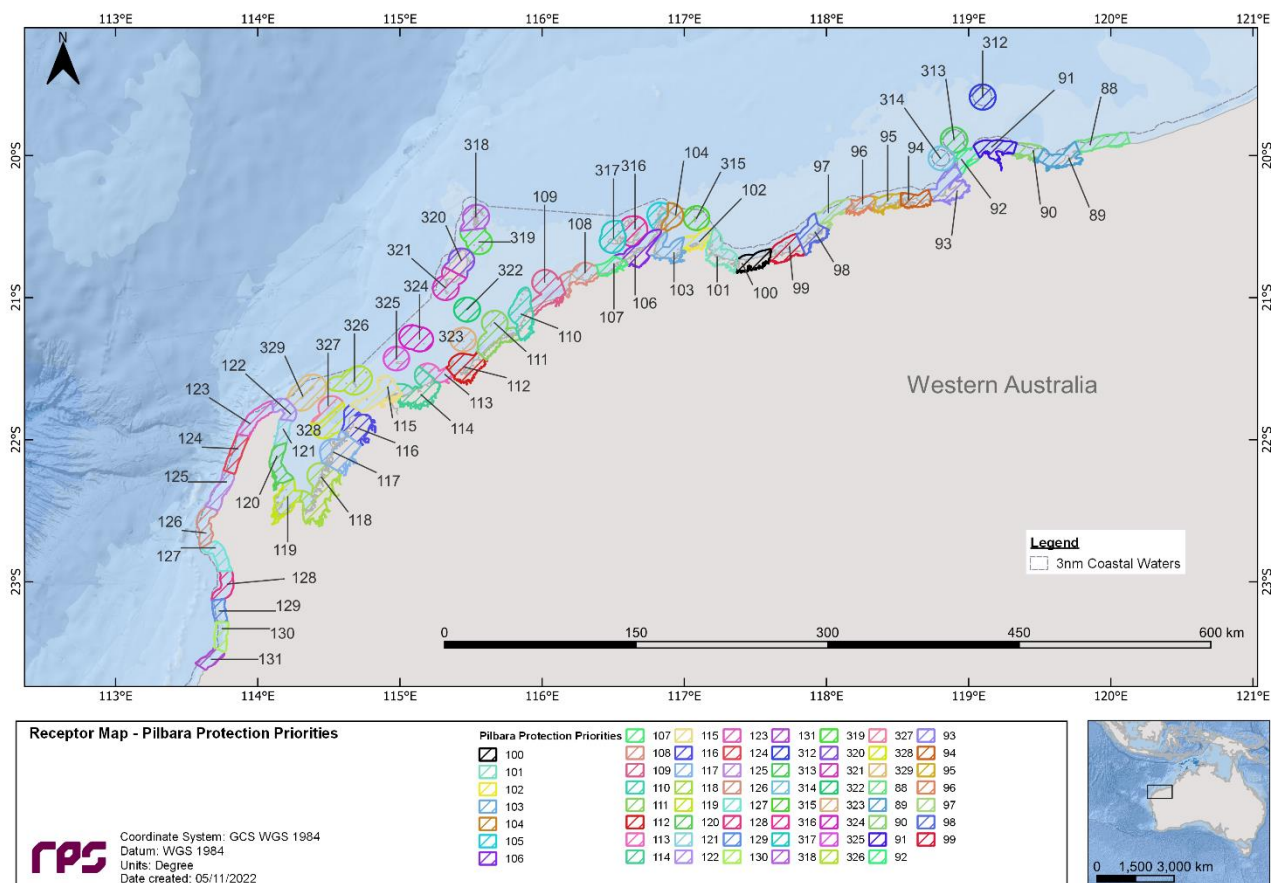 113°E 114°E 115°E 116°E 117°E 118°E 119°E 120°E 121°E
N
312
313
91
88
314
20°S
20°S
318
317
316
104
315
102
97
96
95
94
92
90
89
93
109
108
320
321
319
322
324
325
323
107
106
103
101
100
99
98
21°S
21°S
110
111
112
113
114
115
326
327
329
122
123
328
121
116
117
118
124
125
120
119
Western Australia
22°S
22°S
126
127
128
129
130
131
23°S
23°S
Legend
3nm Coastal Waters
0 150 300 450 600 km
113°E 114°E 115°E 116°E 117°E 118°E 119°E 120°E 121°E
Receptor Map - Pilbara Protection Priorities
rps
Coordinate System: GCS WGS 1984
Datum: WGS 1984
Units: Degree
Date created: 05/11/2022
Pilbara Protection Priorities
100
101
102
103
104
105
106
107 115 123 131 319 327 93
108 116 124 312 320 328 94
109 117 125 313 321 329 95
110 118 126 314 322 88 96
111 119 127 315 323 89 97
112 120 128 316 324 90 98
113 121 129 317 325 91 99
114 122 130 318 326 92
0 1,500 3,000 km